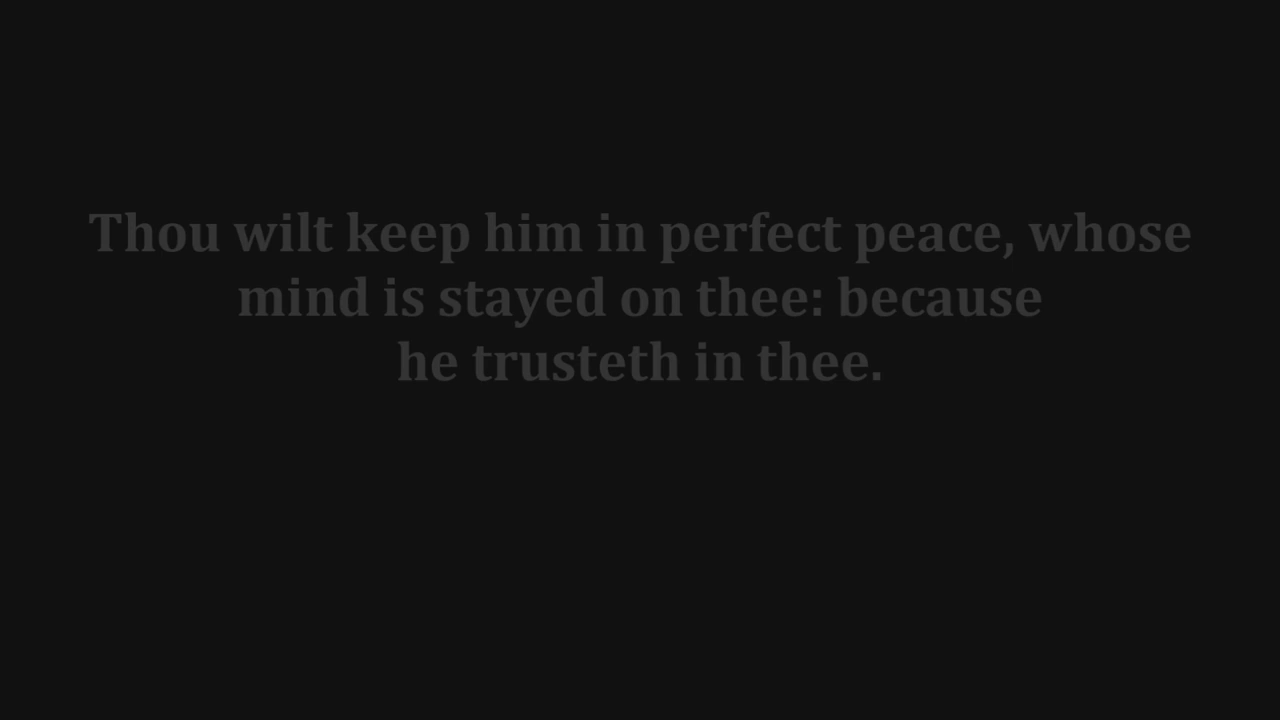 Thou wilt keep him in perfect peace, whose
mind is stayed on thee: because
he trusteth in thee.